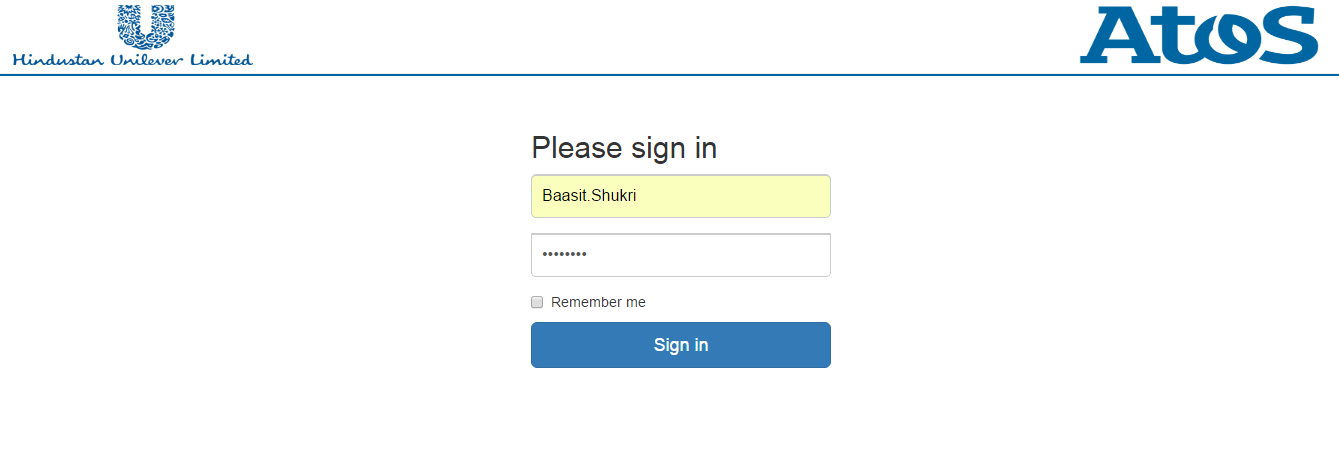 Hindustan Unilever Limited
Atos
Please sign in
Baasit.Shukri
••••••••
Remember me
Sign in